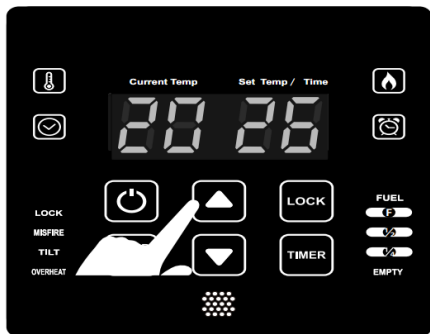 Current Temp Set Temp / Time
20 26
LOCK
LOCK
MISFIRE
TILT
OVERHEAT
TIMER
FUEL
F
EMPTY